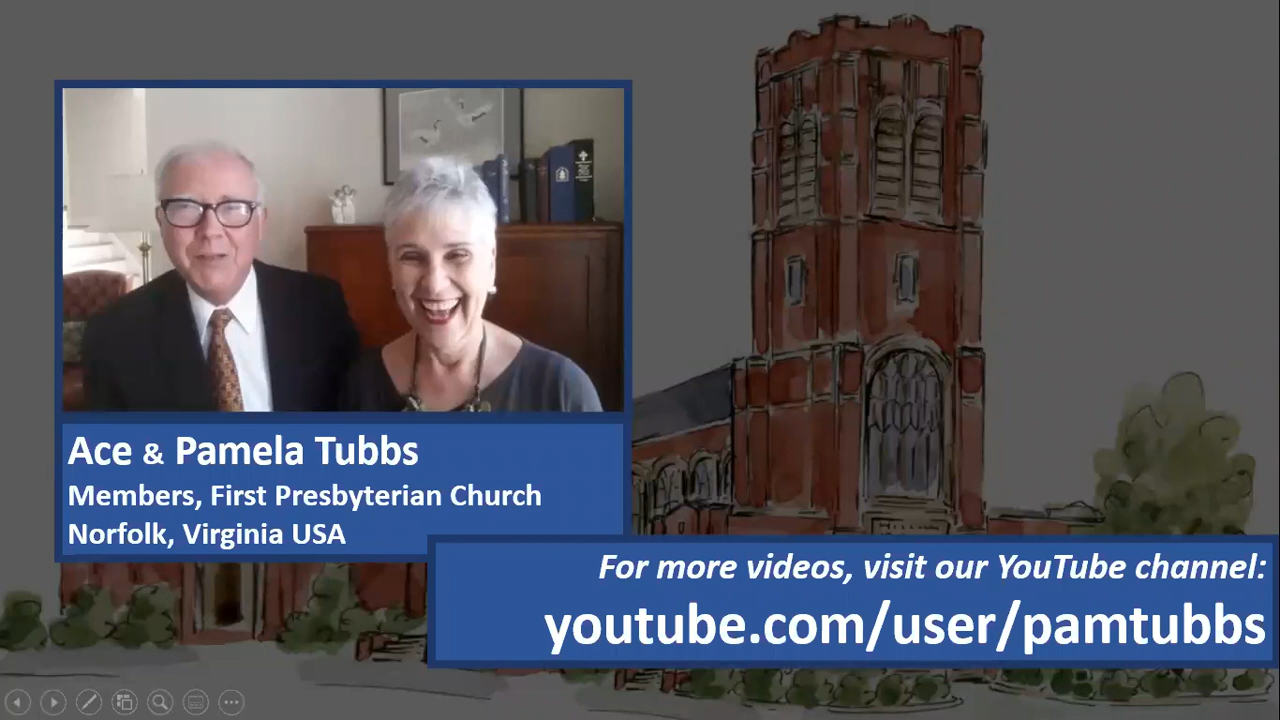 Ace & Pamela Tubbs
Members, First Presbyterian Church
Norfolk, Virginia USA
For more videos, visit our YouTube channel:
youtube.com/user/pamtubbs